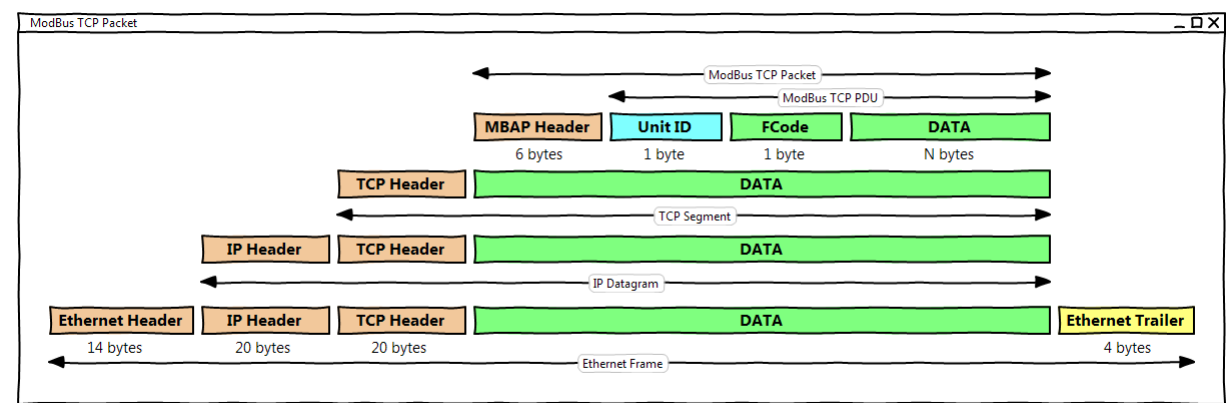 ModBus TCP Packet
ModBus TCP Packet
ModBus TCP PDU
MBAP Header Unit ID FCode DATA
6 bytes 1 byte 1 byte N bytes
TCP Header DATA
TCP Segment
IP Header TCP Header DATA
IP Datagram
Ethernet Header IP Header TCP Header DATA Ethernet Trailer
14 bytes 20 bytes 20 bytes 4 bytes
Ethernet Frame